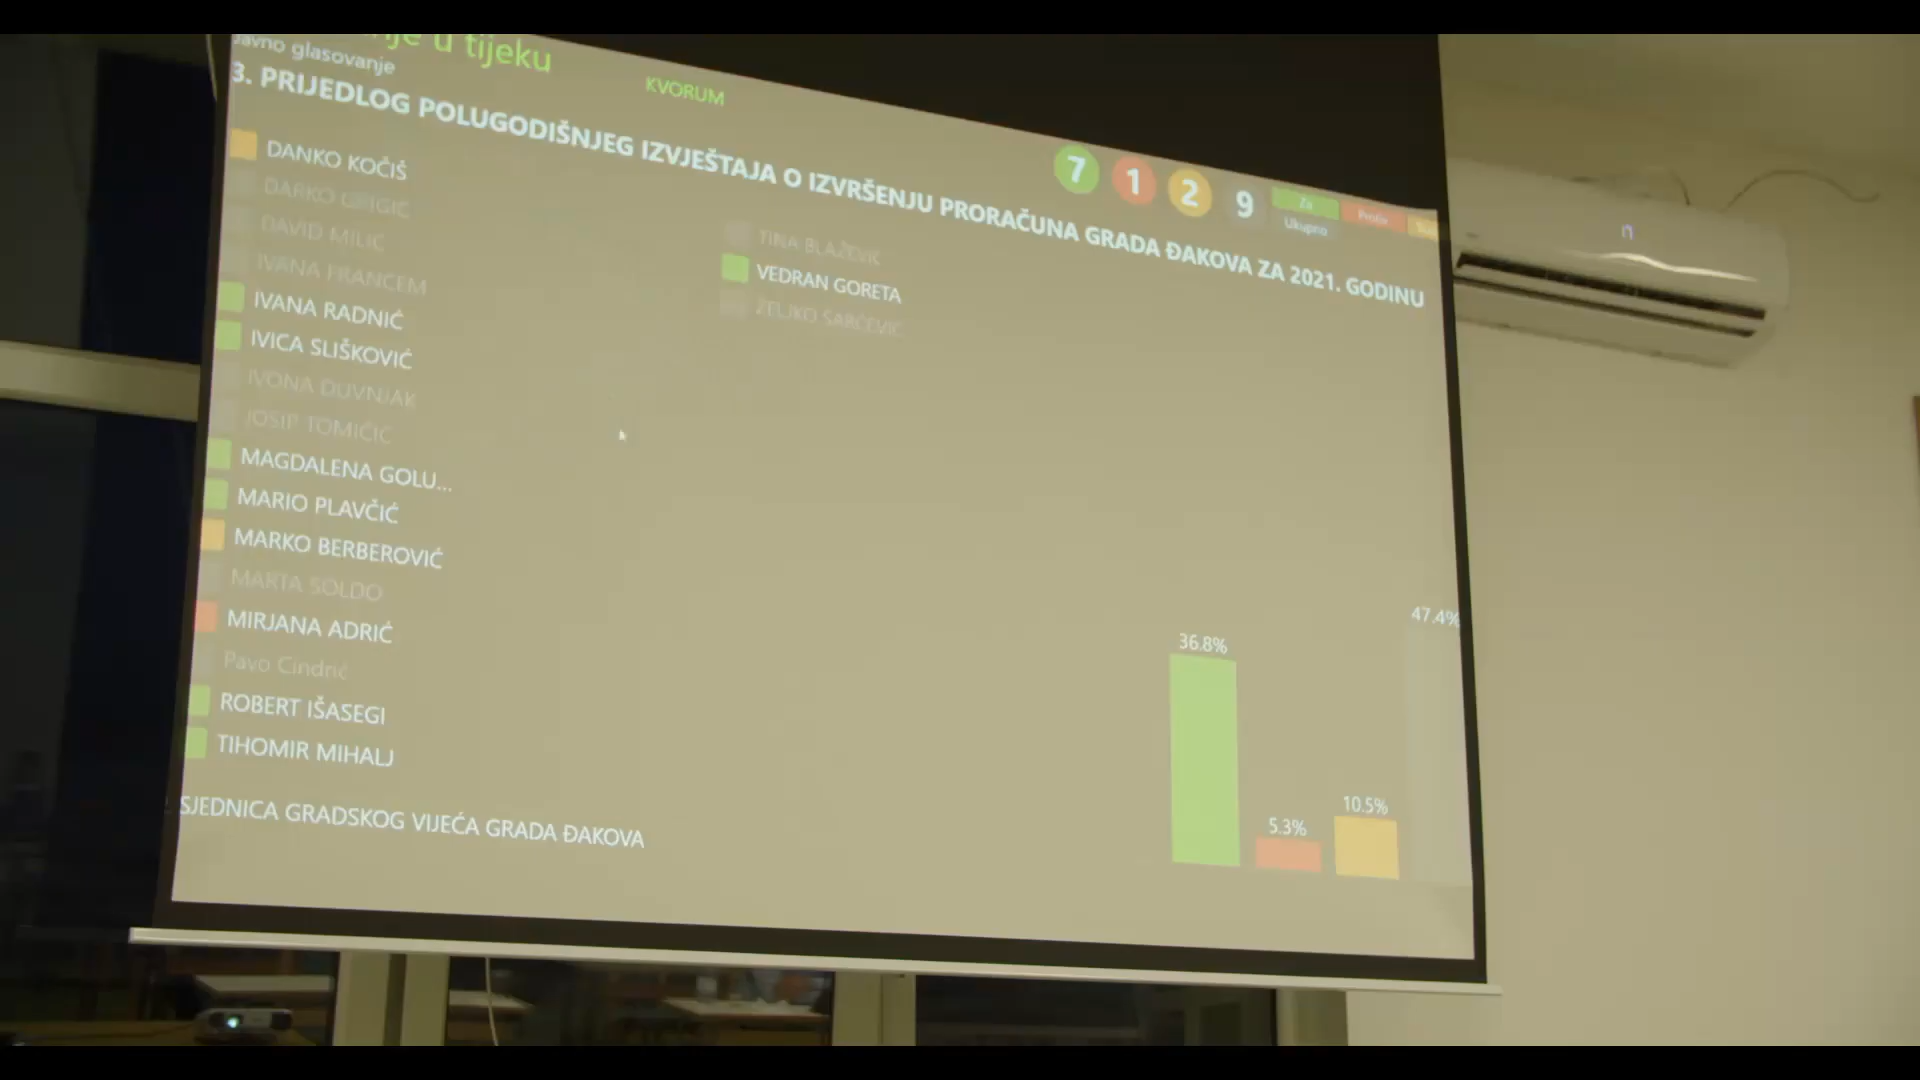 u tijeku
Javno glasovanje
KVORUM
3. PRIJEDLOG POLUGODIŠNJEG IZVJEŠTAJA O IZVRŠENJU PRORAČUNA GRADA ĐAKOVA ZA 2021. GODINU
7 1 2 9
Za Protiv
Ukupno
DANKO KOČIŠ
DARKO
DAVID MILIĆ
IVANA FRANCEM
IVANA RADNIĆ
IVICA SLIŠKOVIĆ
IVONA DUVNJAK
JOSIP TOMIČIĆ
MAGDALENA GOLU...
MARIO PLAVČIĆ
MARKO BERBEROVIĆ
MARTA SOLDO
MIRJANA ADRIĆ
Pavo Cindrić
ROBERT IŠASEGI
TIHOMIR MIHALJ
TINA BLAŽEVIĆ
VEDRAN GORETA
ŽELJKO ŠARČEVIĆ
36.8%
5.3%
10.5%
47.4%
SJEDNICA GRADSKOG VIJEĆA GRADA ĐAKOVA